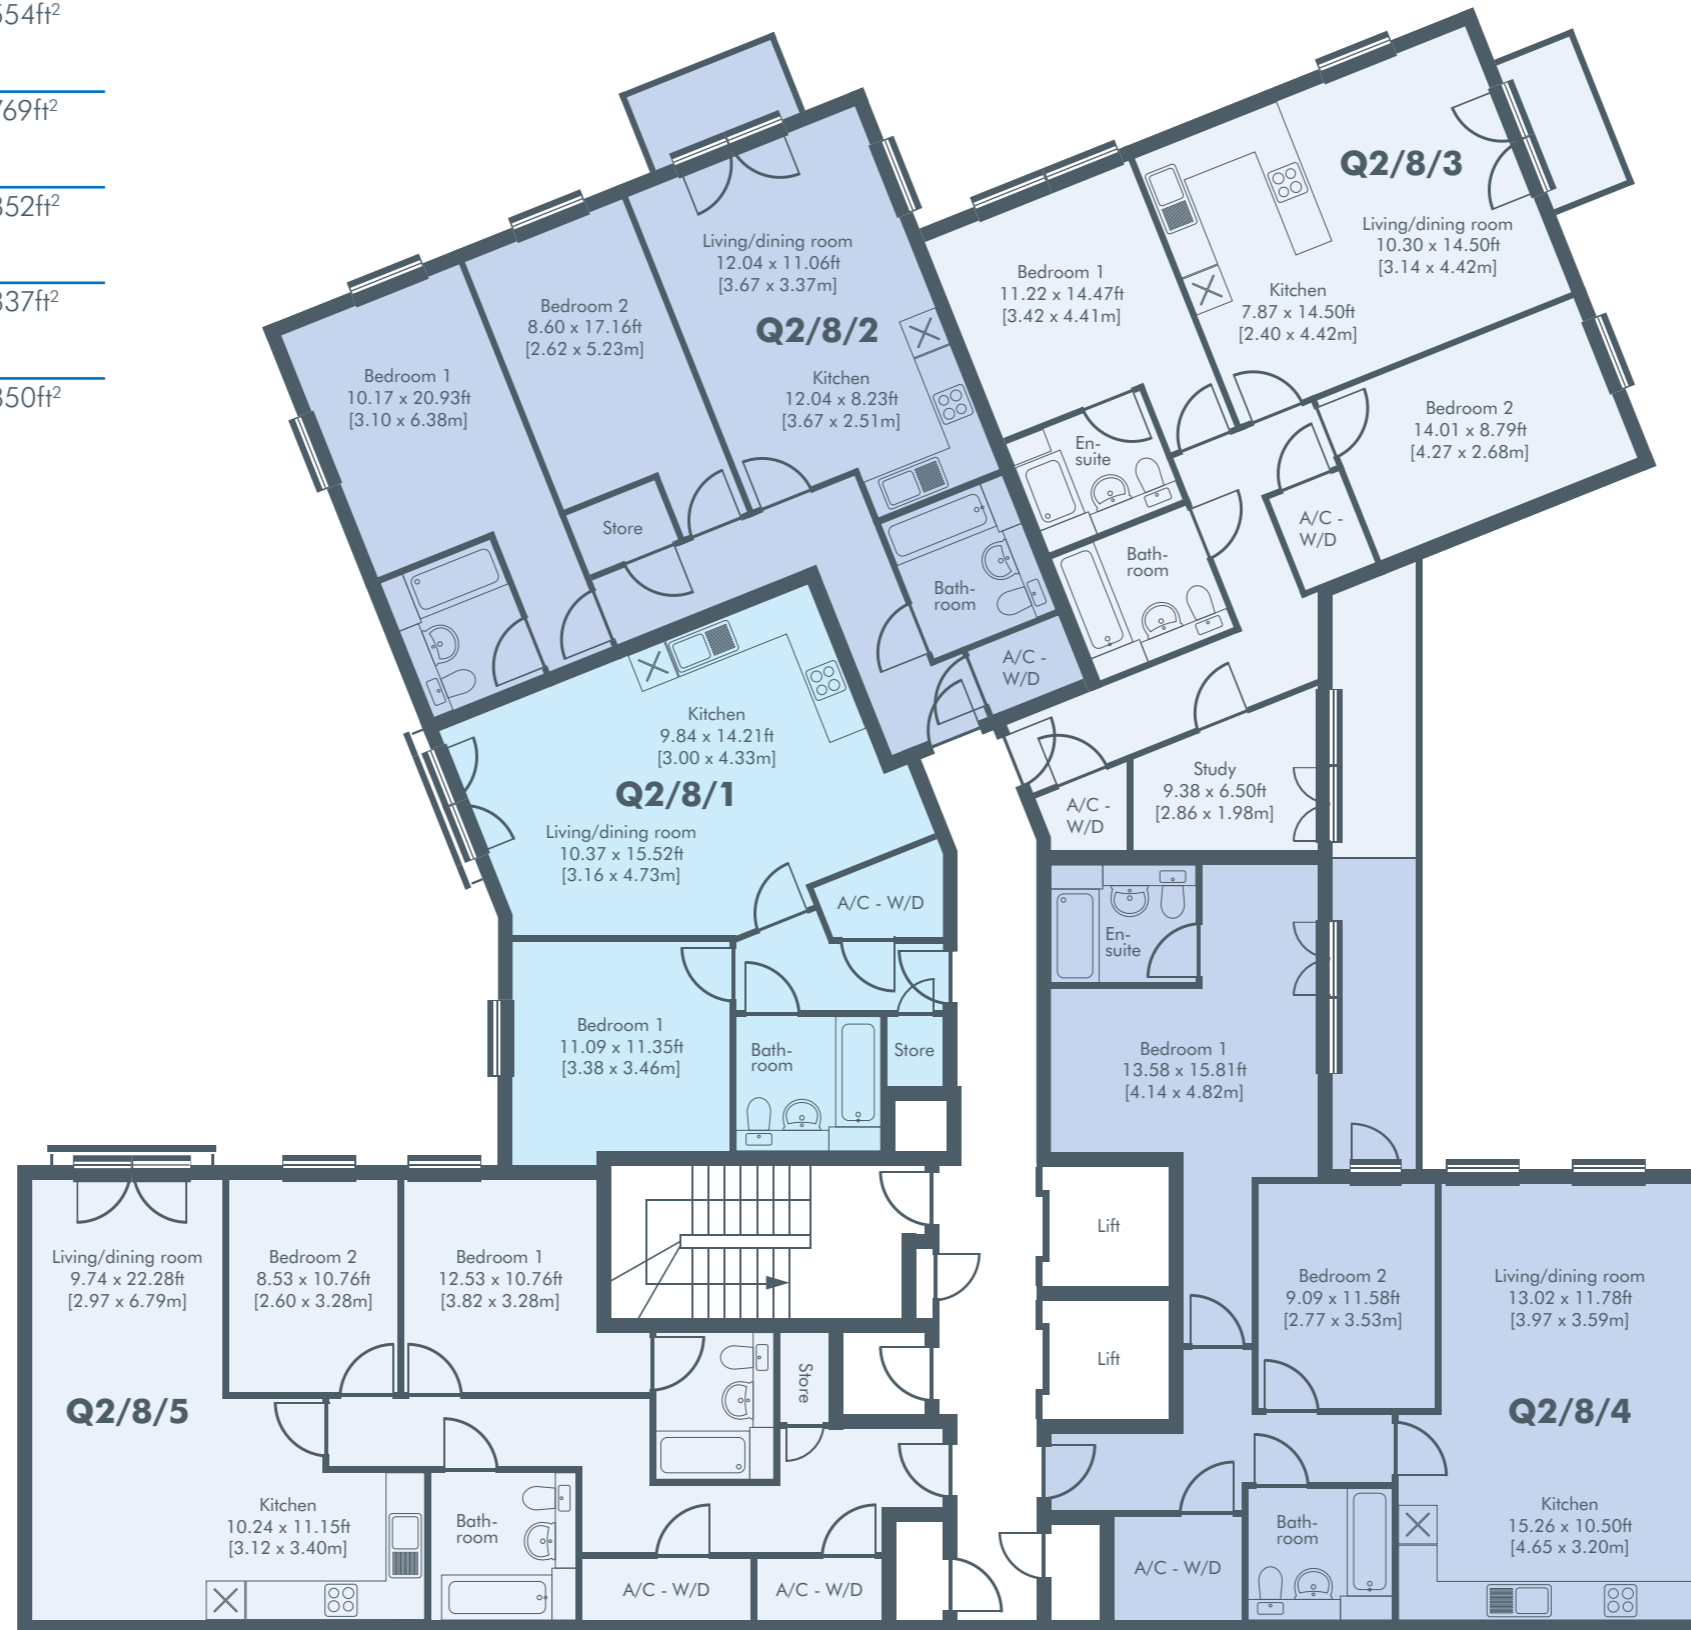 554ft²
769ft²
852ft²
837ft²
850ft²
Q2/8/3
Living/dining room
10.30 x 14.50ft
[3.14 x 4.42m]
Kitchen
7.87 x 14.50ft
[2.40 x 4.42m]
Bedroom 1
11.22 x 14.47ft
[3.42 x 4.41m]
Bedroom 2
14.01 x 8.79ft
[4.27 x 2.68m]
En-
suite
Bath-
room
A/C -
W/D
Study
9.38 x 6.50ft
[2.86 x 1.98m]
A/C -
W/D
Living/dining room
12.04 x 11.06ft
[3.67 x 3.37m]
Q2/8/2
Kitchen
12.04 x 8.23ft
[3.67 x 2.51m]
Bedroom 2
8.60 x 17.16ft
[2.62 x 5.23m]
Bedroom 1
10.17 x 20.93ft
[3.10 x 6.38m]
Store
Bath-
room
A/C -
W/D
Kitchen
9.84 x 14.21ft
[3.00 x 4.33m]
Q2/8/1
Living/dining room
10.37 x 15.52ft
[3.16 x 4.73m]
A/C - W/D
Bedroom 1
11.09 x 11.35ft
[3.38 x 3.46m]
Bath-
room
Store
En-
suite
Bedroom 1
13.58 x 15.81ft
[4.14 x 4.82m]
Lift
Lift
Bedroom 2
9.09 x 11.58ft
[2.77 x 3.53m]
Living/dining room
13.02 x 11.78ft
[3.97 x 3.59m]
Q2/8/4
Kitchen
15.26 x 10.50ft
[4.65 x 3.20m]
Bath-
room
A/C - W/D
Living/dining room
9.74 x 22.28ft
[2.97 x 6.79m]
Bedroom 2
8.53 x 10.76ft
[2.60 x 3.28m]
Bedroom 1
12.53 x 10.76ft
[3.82 x 3.28m]
Q2/8/5
Store
Kitchen
10.24 x 11.15ft
[3.12 x 3.40m]
Bath-
room
A/C - W/D
A/C - W/D